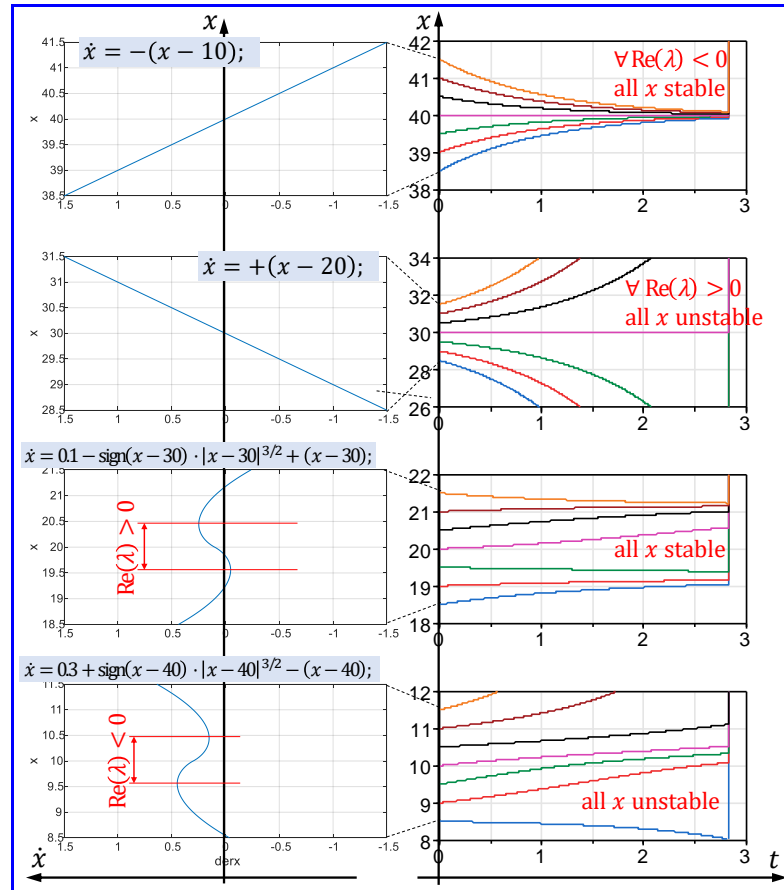 x
x
ẋ = −(x − 10);
41.5
41
40.5
40
39.5
39
38.5
x
1.5 1 0.5 0 -0.5 -1 -1.5
42
41
40
39
38
0 1 2 3
∀ Re(λ) < 0
all x stable
ẋ = +(x − 20);
31.5
31
30.5
30
29.5
29
28.5
x
1.5 1 0.5 0 -0.5 -1 -1.5
34
32
30
28
26
0 1 2 3
∀ Re(λ) > 0
all x unstable
ẋ = 0.1 − sign(x − 30) · |x − 30|^3/2 + (x − 30);
21.5
21
20.5
20
19.5
19
18.5
x
Re(λ) > 0
1.5 1 0.5 0 -0.5 -1 -1.5
22
21
20
19
18
0 1 2 3
all x stable
ẋ = 0.3 + sign(x − 40) · |x − 40|^3/2 − (x − 40);
11.5
11
10.5
10
9.5
9
8.5
x
Re(λ) < 0
1.5 1 0.5 0 -0.5 -1 -1.5
derx
12
11
10
9
8
0 1 2 3
all x unstable
ẋ
t